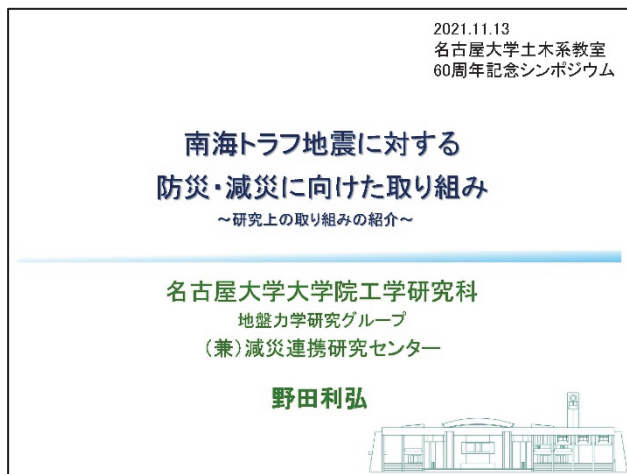 2021.11.13
名古屋大学土木系教室
60周年記念シンポジウム
南海トラフ地震に対する
防災・減災に向けた取り組み
～研究上の取り組みの紹介～
名古屋大学大学院工学研究科
地盤力学研究グループ
（兼）減災連携研究センター
野田利弘